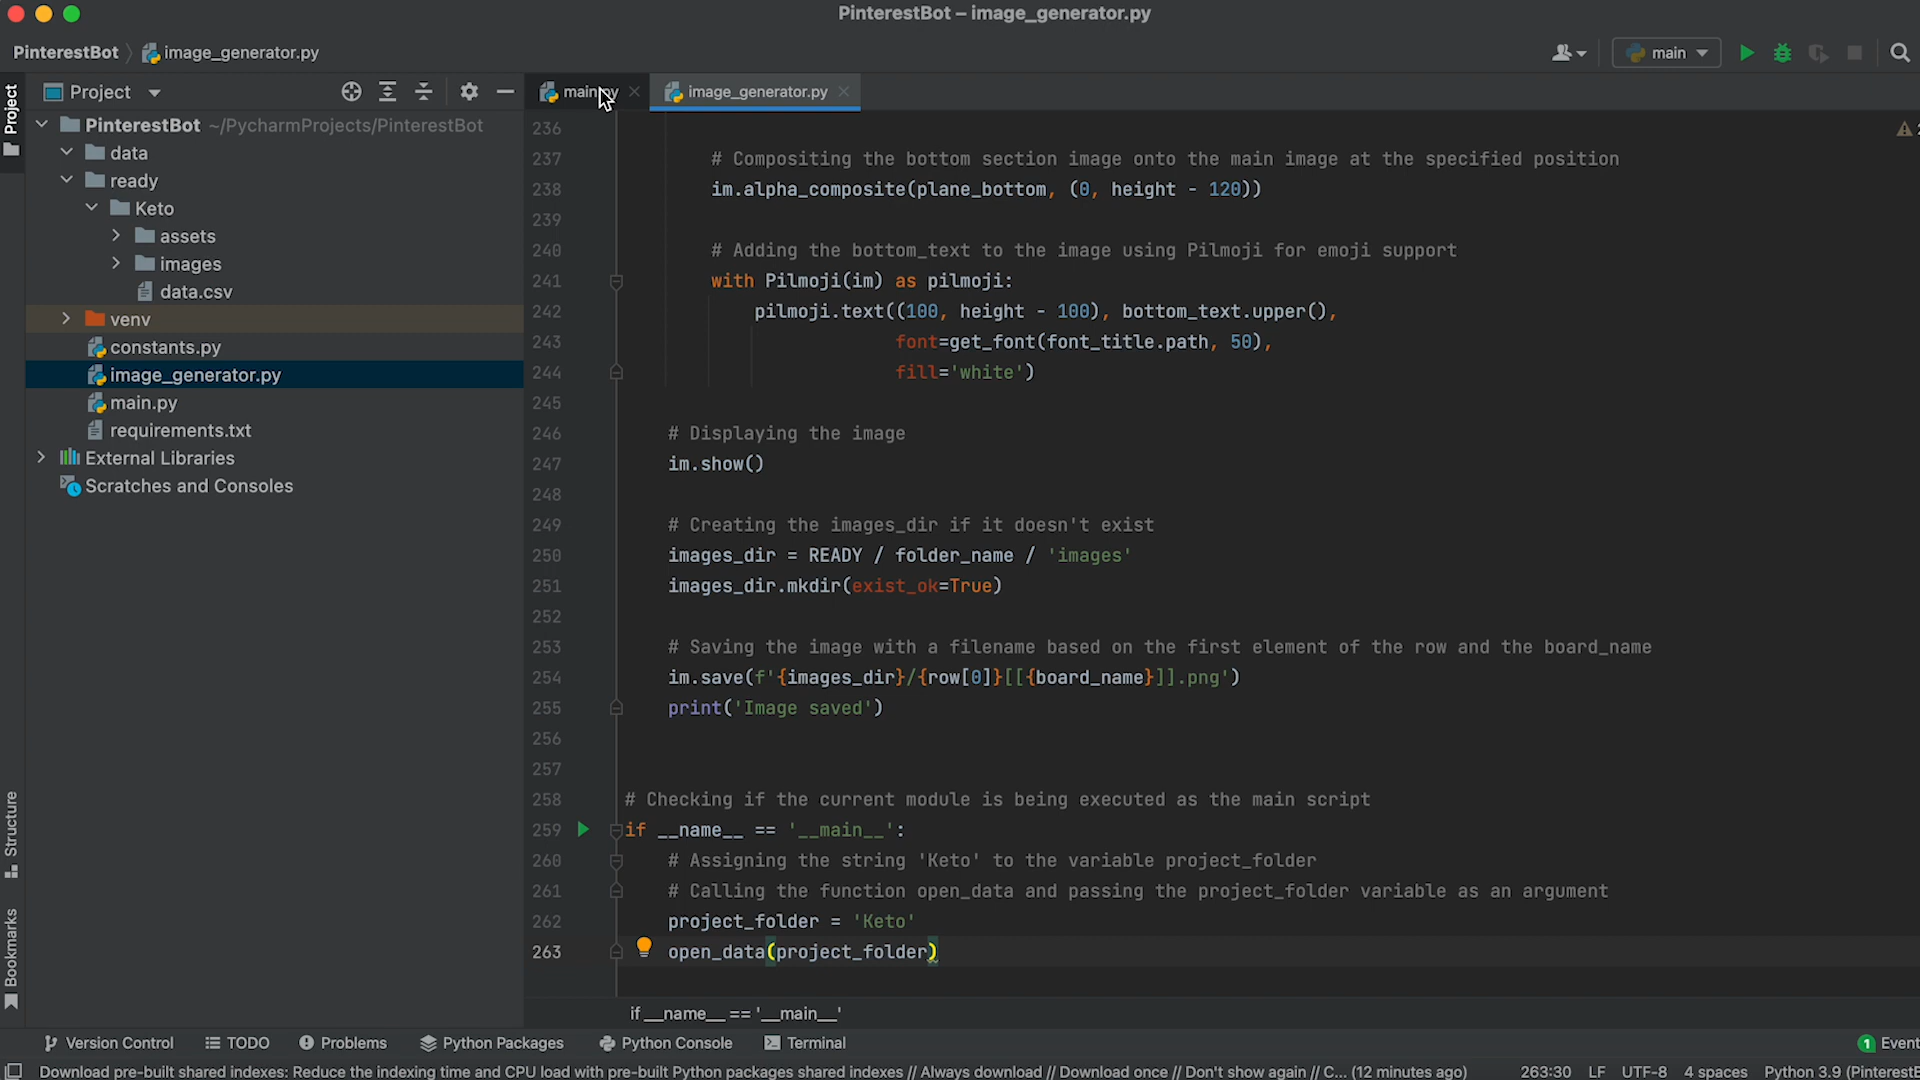 PinterestBot – image_generator.py
PinterestBot
image_generator.py
main
Project
Project
main.py
image_generator.py
PinterestBot ~/PycharmProjects/PinterestBot
data
ready
Keto
assets
images
data.csv
venv
constants.py
image_generator.py
main.py
requirements.txt
External Libraries
Scratches and Consoles
236
237 # Compositing the bottom section image onto the main image at the specified position
238 im.alpha_composite(plane_bottom, (0, height - 120))
239
240 # Adding the bottom_text to the image using Pilmoji for emoji support
241 with Pilmoji(im) as pilmoji:
242 pilmoji.text((100, height - 100), bottom_text.upper(),
243 font=get_font(font_title.path, 50),
244 fill='white')
245
246 # Displaying the image
247 im.show()
248
249 # Creating the images_dir if it doesn't exist
250 images_dir = READY / folder_name / 'images'
251 images_dir.mkdir(exist_ok=True)
252
253 # Saving the image with a filename based on the first element of the row and the board_name
254 im.save(f'{images_dir}/{row[0]}[[{board_name}]].png')
255 print('Image saved')
256
257
258 # Checking if the current module is being executed as the main script
259 if __name__ == '__main__':
260 # Assigning the string 'Keto' to the variable project_folder
261 # Calling the function open_data and passing the project_folder variable as an argument
262 project_folder = 'Keto'
263 open_data(project_folder)
if __name__ == '__main__'
Structure
Bookmarks
Version Control
TODO
Problems
Python Packages
Python Console
Terminal
1 Event
Download pre-built shared indexes: Reduce the indexing time and CPU load with pre-built Python packages shared indexes // Always download // Download once // Don't show again // C... (12 minutes ago)
263:30 LF UTF-8 4 spaces Python 3.9 (PinterestB